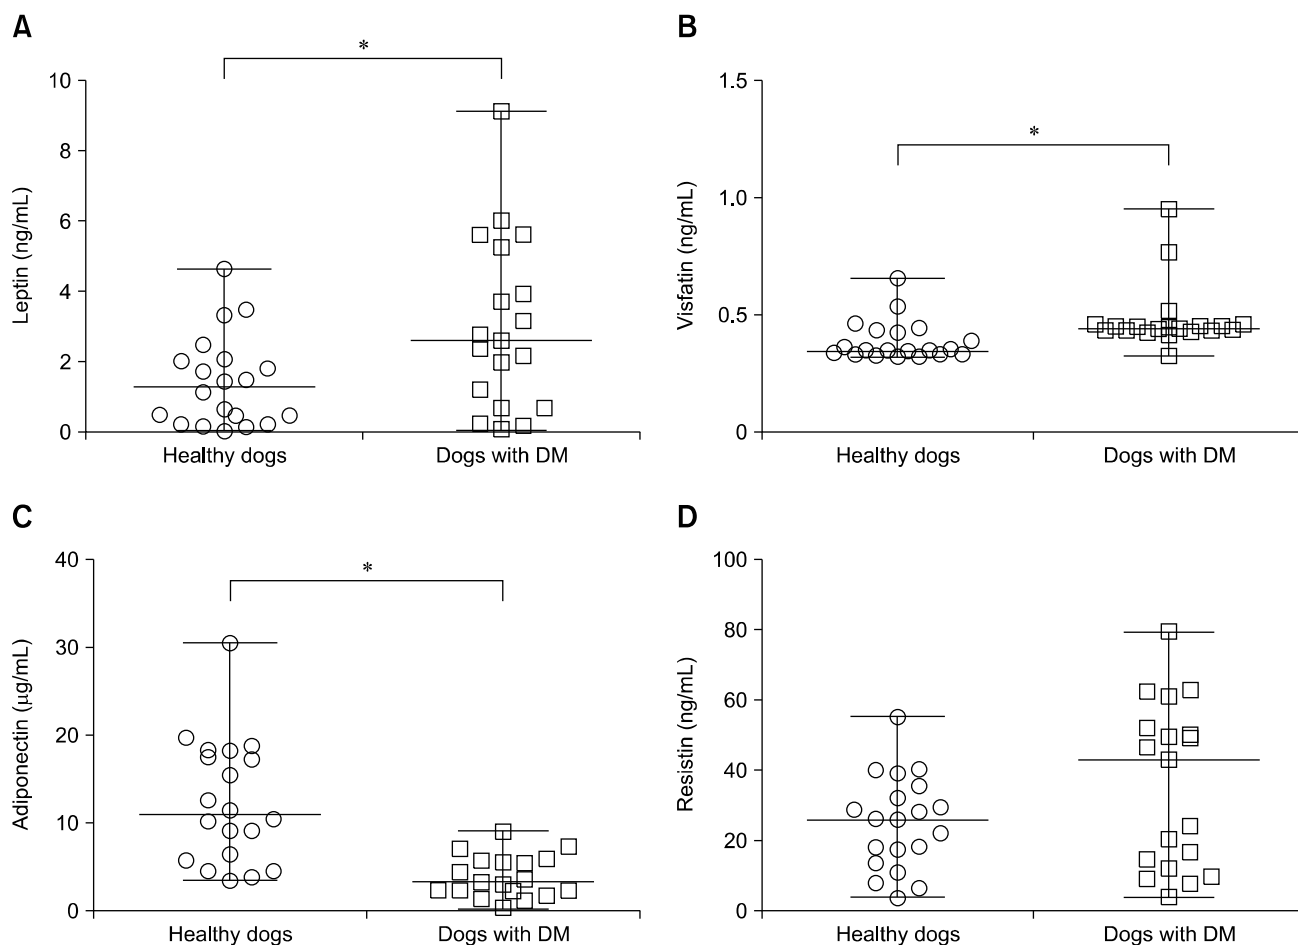 A
*
10
8
6
4
2
0
Leptin (ng/mL)
Healthy dogs
Dogs with DM
B
*
1.5
1.0
0.5
0
Visfatin (ng/mL)
Healthy dogs
Dogs with DM
C
*
40
30
20
10
0
Adiponectin (μg/mL)
Healthy dogs
Dogs with DM
D
100
80
60
40
20
0
Resistin (ng/mL)
Healthy dogs
Dogs with DM